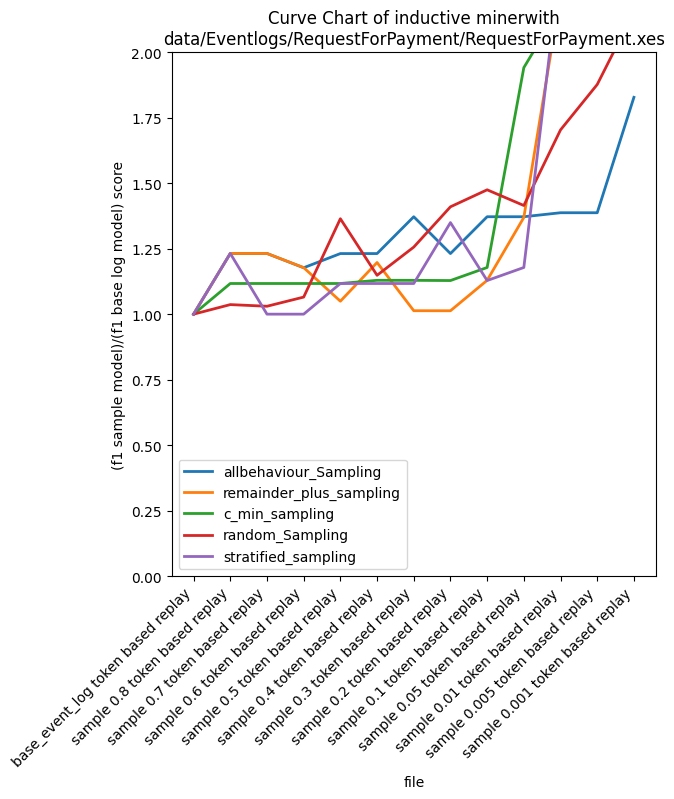 Curve Chart of inductive minerwith
data/Eventlogs/RequestForPayment/RequestForPayment.xes
(f1 sample model)/(f1 base log model) score
2.00
1.75
1.50
1.25
1.00
0.75
0.50
0.25
0.00
allbehaviour_Sampling
remainder_plus_sampling
c_min_sampling
random_Sampling
stratified_sampling
base_event_log token based replay
sample 0.8 token based replay
sample 0.7 token based replay
sample 0.6 token based replay
sample 0.5 token based replay
sample 0.4 token based replay
sample 0.3 token based replay
sample 0.2 token based replay
sample 0.1 token based replay
sample 0.05 token based replay
sample 0.01 token based replay
sample 0.005 token based replay
sample 0.001 token based replay
file